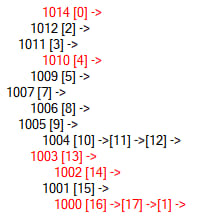 1014 [0] ->
1012 [2] ->
1011 [3] ->
1010 [4] ->
1009 [5] ->
1007 [7] ->
1006 [8] ->
1005 [9] ->
1004 [10] ->[11] ->[12] ->
1003 [13] ->
1002 [14] ->
1001 [15] ->
1000 [16] ->[17] ->[1] ->